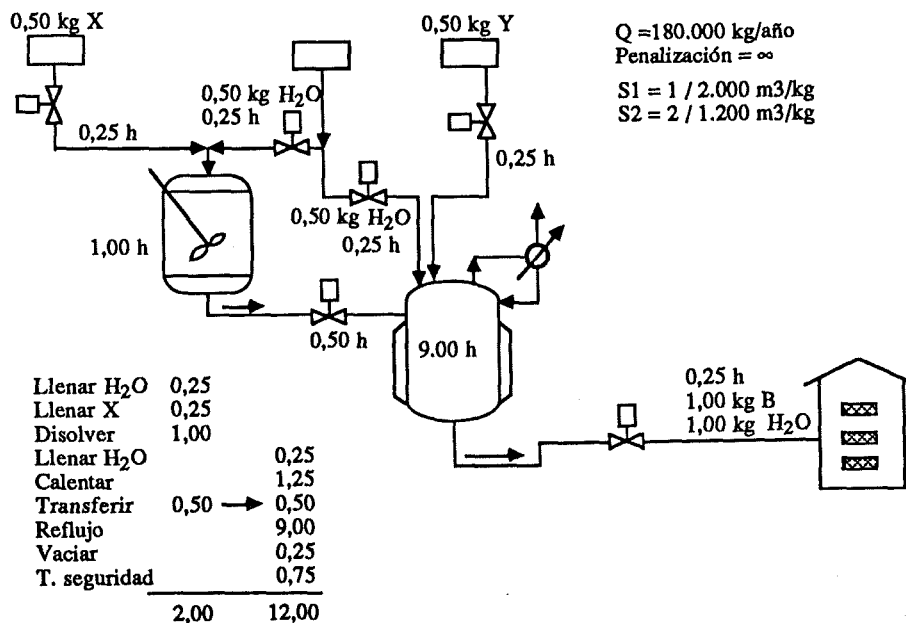 0,50 kg X
0,50 kg Y
Q =180.000 kg/año
Penalización = ∞
S1 = 1 / 2.000 m3/kg
S2 = 2 / 1.200 m3/kg
0,50 kg H2O
0,25 h
0,25 h
0,25 h
0,50 kg H2O
0,25 h
1,00 h
0,50 h
9.00 h
0,25 h
1,00 kg B
1,00 kg H2O
Llenar H2O 0,25
Llenar X 0,25
Disolver 1,00
Llenar H2O 0,25
Calentar 1,25
Transferir 0,50 → 0,50
Reflujo 9,00
Vaciar 0,25
T. seguridad 0,75
2,00 12,00